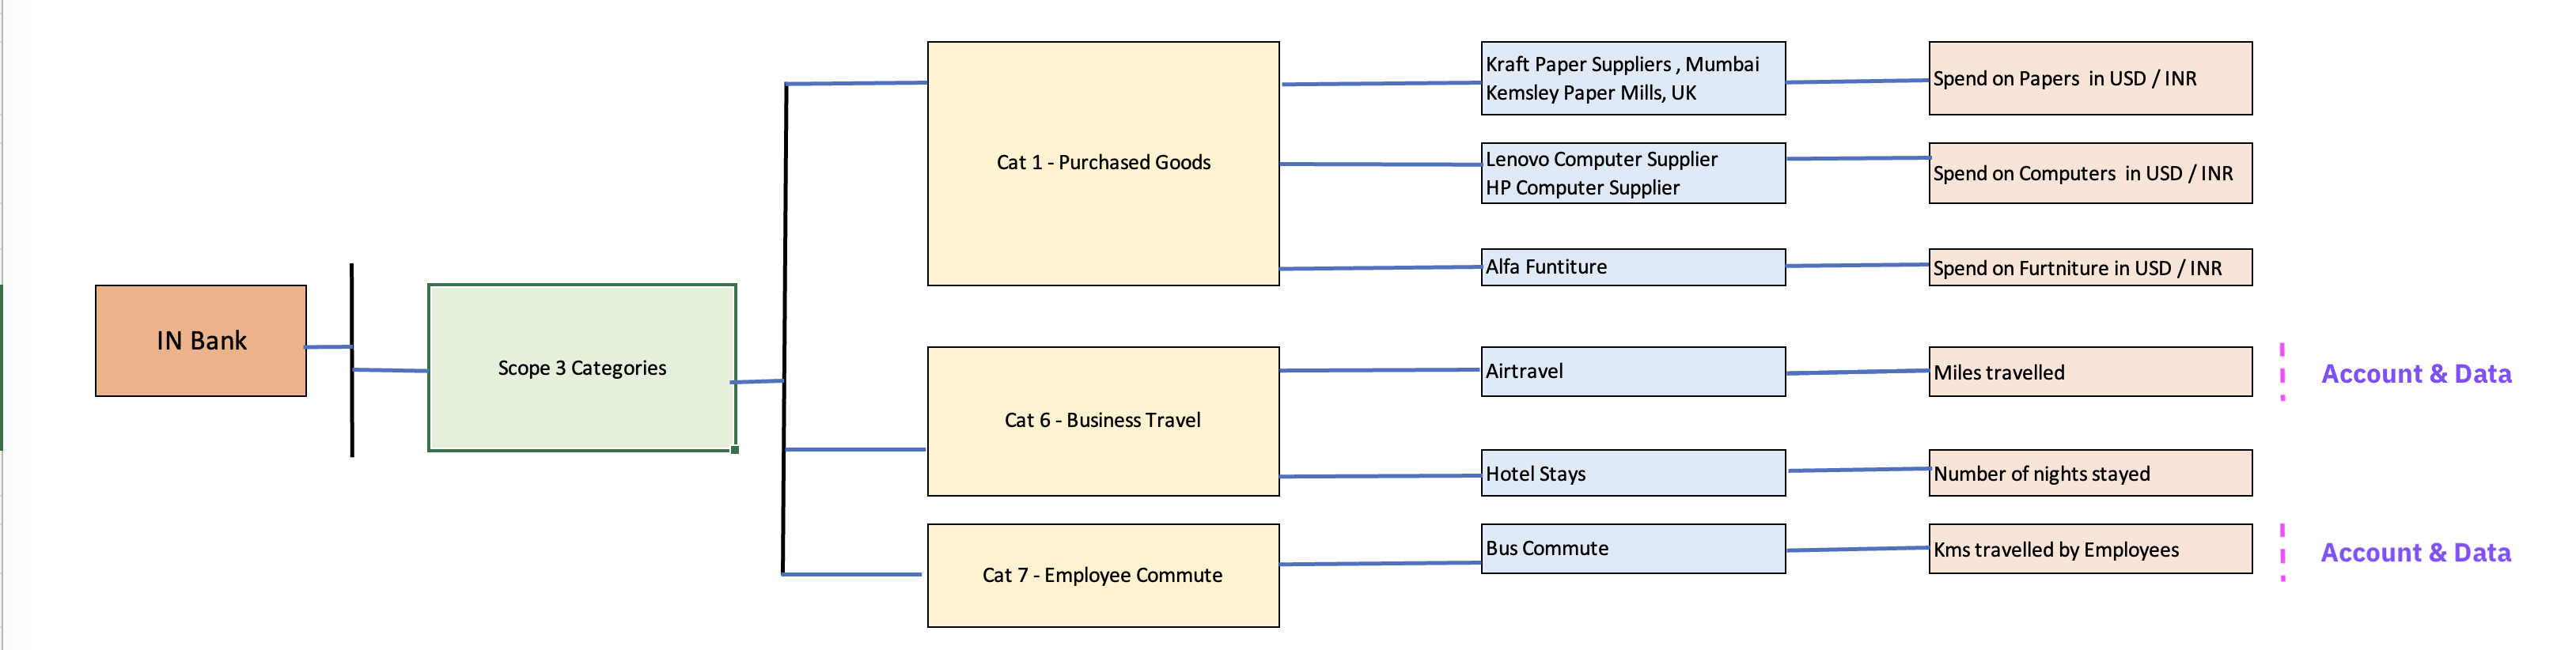 IN Bank
Scope 3 Categories
Cat 1 - Purchased Goods
Kraft Paper Suppliers , Mumbai
Kemsley Paper Mills, UK
Spend on Papers  in USD / INR
Lenovo Computer Supplier
HP Computer Supplier
Spend on Computers  in USD / INR
Alfa Funtiture
Spend on Furtniture in USD / INR
Cat 6 - Business Travel
Airtravel
Miles travelled
Account & Data
Hotel Stays
Number of nights stayed
Cat 7 - Employee Commute
Bus Commute
Kms travelled by Employees
Account & Data